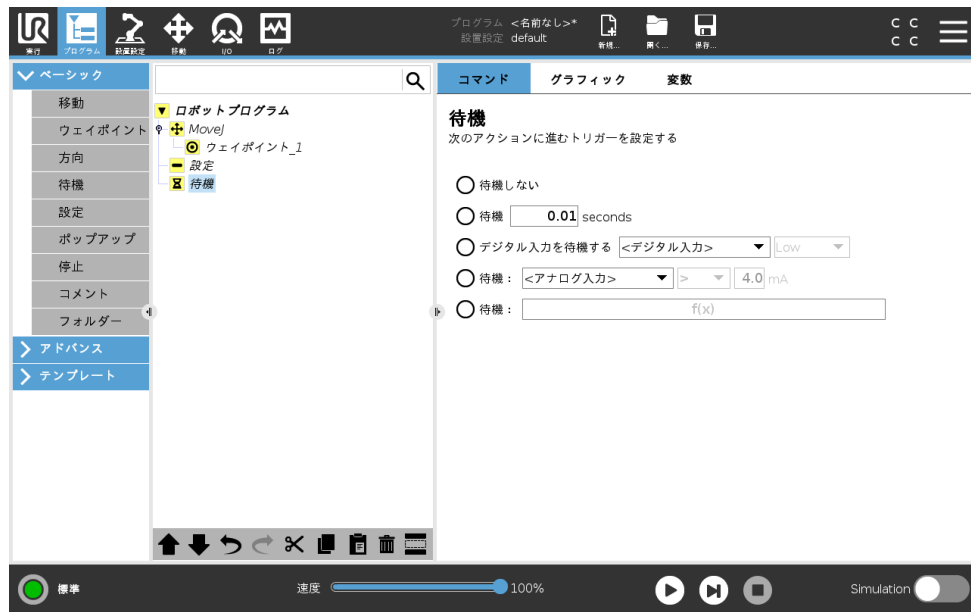 UR
実行
プログラム
設置設定
移動
I/O
ログ
プログラム <名前なし>*
設置設定 default
新規...
開く...
保存...
C C
C C
ベーシック
移動
ウェイポイント
方向
待機
設定
ポップアップ
停止
コメント
フォルダー
アドバンス
テンプレート
ロボットプログラム
MoveJ
ウェイポイント_1
設定
待機
コマンド グラフィック 変数
待機
次のアクションに進むトリガーを設定する
待機しない
待機 0.01 seconds
デジタル入力を待機する <デジタル入力> Low
待機： <アナログ入力> > 4.0 mA
待機： f(x)
標準
速度 100%
Simulation